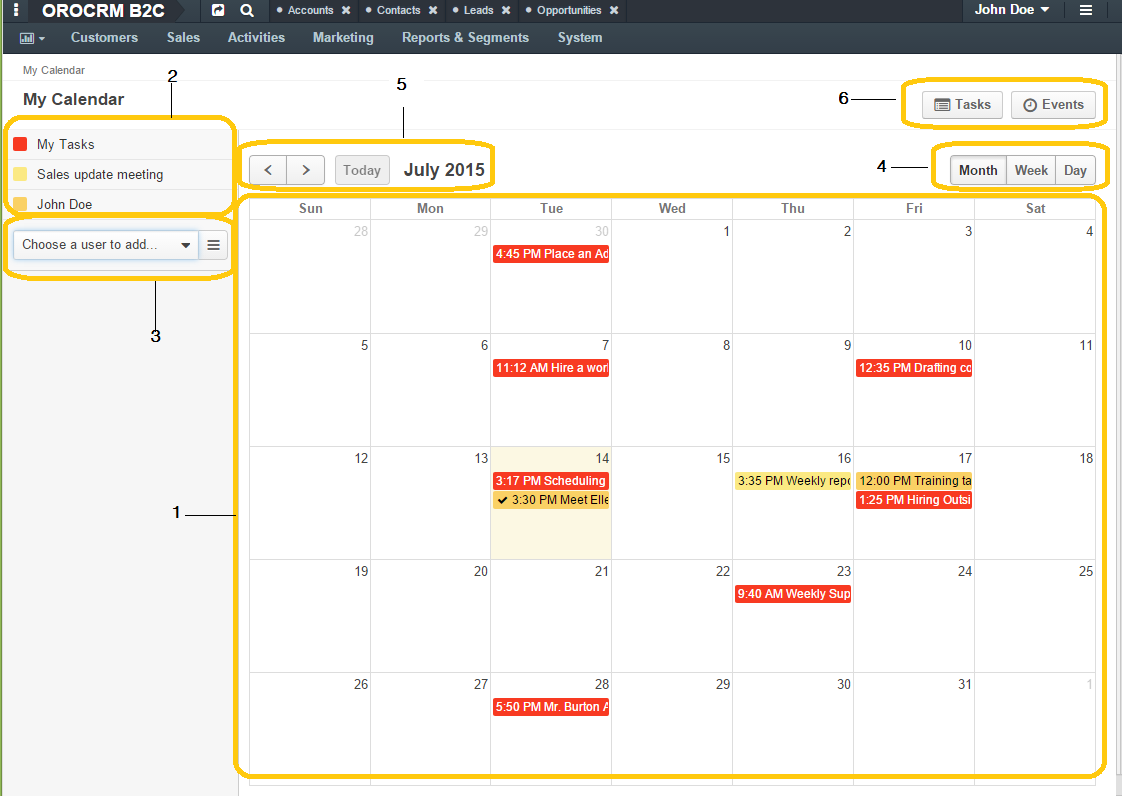 OROCRM B2C
Accounts Contacts Leads Opportunities
John Doe
Customers Sales Activities Marketing Reports & Segments System
My Calendar
2
5
My Calendar
6
Tasks Events
My Tasks
Sales update meeting
John Doe
Today July 2015
4
Month Week Day
Choose a user to add...
3
1
Sun Mon Tue Wed Thu Fri Sat
28 29 30 1 2 3 4
4:45 PM Place an Ad
5 6 7 8 9 10 11
11:12 AM Hire a wor
12:35 PM Drafting co
12 13 14 15 16 17 18
3:17 PM Scheduling
3:35 PM Weekly repo
12:00 PM Training ta
3:30 PM Meet Elle
1:25 PM Hiring Outsi
19 20 21 22 23 24 25
9:40 AM Weekly Sup
26 27 28 29 30 31 1
5:50 PM Mr. Burton A